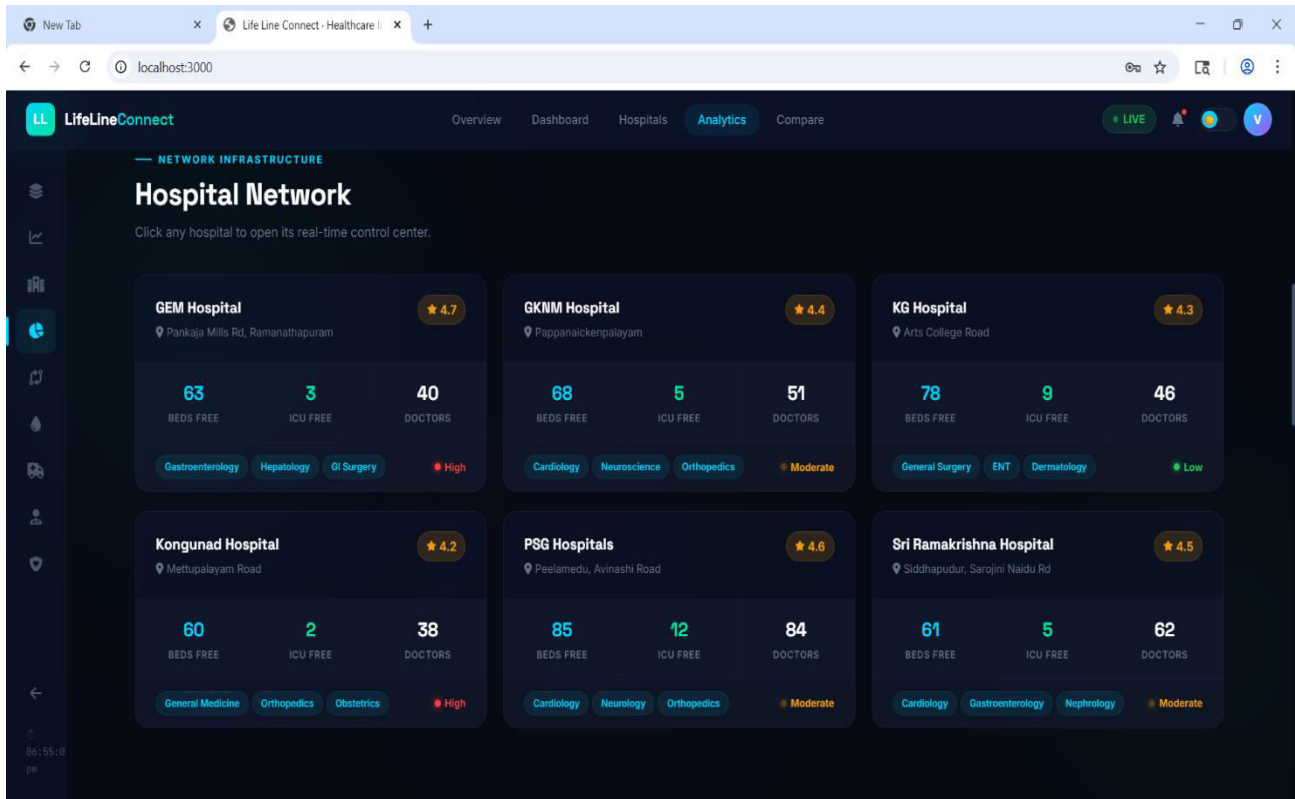 New Tab
Life Line Connect - Healthcare I
localhost:3000
LL LifeLineConnect
Overview Dashboard Hospitals Analytics Compare
LIVE
V
NETWORK INFRASTRUCTURE
Hospital Network
Click any hospital to open its real-time control center.
GEM Hospital
4.7
Pankaja Mills Rd, Ramanathapuram
63 3 40
BEDS FREE ICU FREE DOCTORS
Gastroenterology Hepatology GI Surgery High
GKNM Hospital
4.4
Pappanaickenpalayam
68 5 51
BEDS FREE ICU FREE DOCTORS
Cardiology Neuroscience Orthopedics Moderate
KG Hospital
4.3
Arts College Road
78 9 46
BEDS FREE ICU FREE DOCTORS
General Surgery ENT Dermatology Low
Kongunad Hospital
4.2
Mettupalayam Road
60 2 38
BEDS FREE ICU FREE DOCTORS
General Medicine Orthopedics Obstetrics High
PSG Hospitals
4.6
Peelamedu, Avinashi Road
85 12 84
BEDS FREE ICU FREE DOCTORS
Cardiology Neurology Orthopedics Moderate
Sri Ramakrishna Hospital
4.5
Siddhapudur, Sarojini Naidu Rd
61 5 62
BEDS FREE ICU FREE DOCTORS
Cardiology Gastroenterology Nephrology Moderate
06:55:0
pm